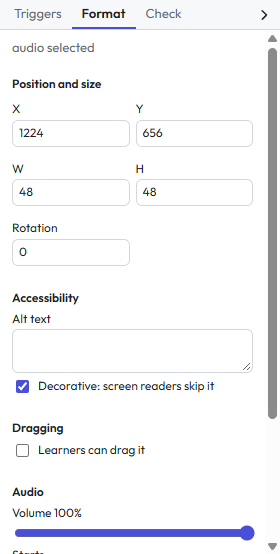 Triggers Format Check
audio selected
Position and size
X Y
1224 656
W H
48 48
Rotation
0
Accessibility
Alt text
Decorative: screen readers skip it
Dragging
Learners can drag it
Audio
Volume 100%
Starts